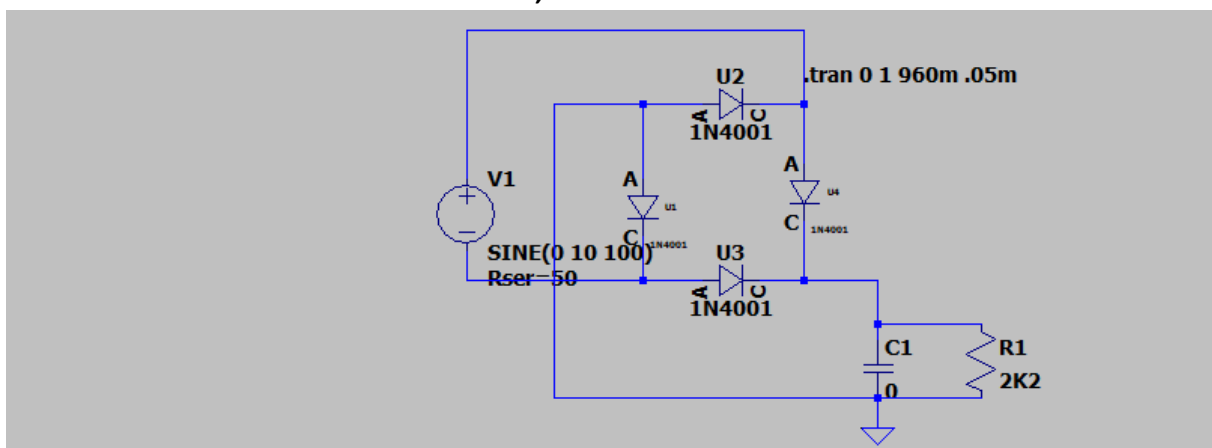 .tran 0 1 960m .05m
U2
A
C
1N4001
V1
A
U1
C
1N4001
A
U4
C
1N4001
SINE(0 10 100)
Rser=50
U3
A
C
1N4001
C1
0
R1
2K2